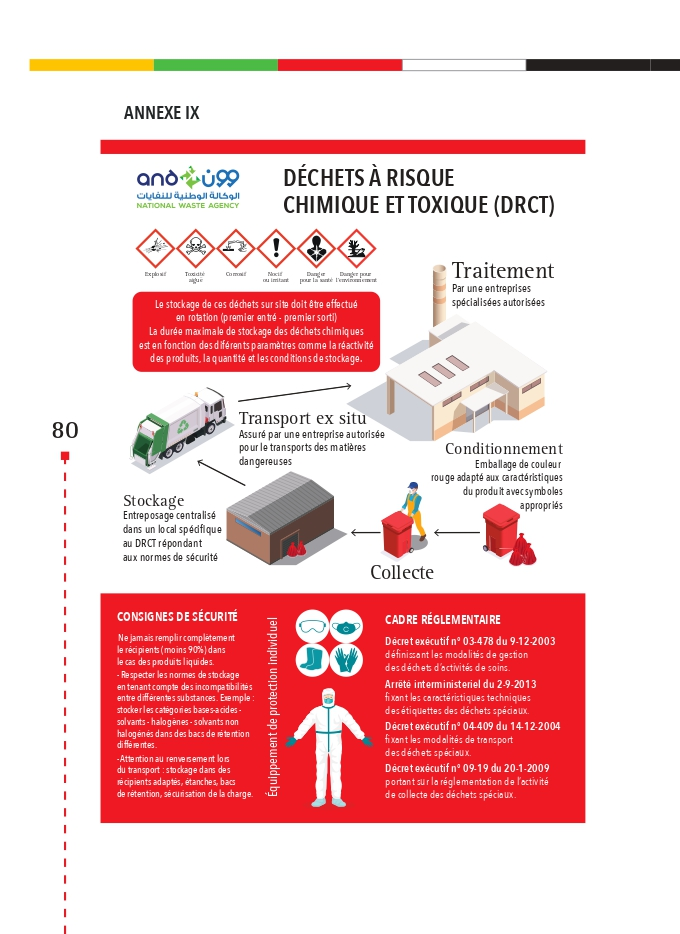 ANNEXE IX
and وون
الوكالة الوطنية للنفايات
NATIONAL WASTE AGENCY
DÉCHETS À RISQUE
CHIMIQUE ET TOXIQUE (DRCT)
Explosif
Toxicité
aigue
Corrosif
Nocif
ou irritant
Danger
pour la santé
Danger pour
l'environnement
Traitement
Par une entreprises
spécialisées autorisées
Le stockage de ces déchets sur site doit être effectué
en rotation (premier entré - premier sorti)
La durée maximale de stockage des déchets chimiques
est en fonction des diférents paramètres comme la réactivité
des produits, la quantité et les conditions de stockage.
Transport ex situ
Assuré par une entreprise autorisée
pour le transports des matières
dangereuses
80
Conditionnement
Emballage de couleur
rouge adapté aux caractéristiques
du produit avec symboles
appropriés
Stockage
Entreposage centralisé
dans un local spécifique
au DRCT répondant
aux normes de sécurité
Collecte
CONSIGNES DE SÉCURITÉ
Ne jamais remplir complètement
le récipients (moins 90%) dans
le cas des produits liquides.
- Respecter les normes de stockage
en tenant compte des incompatibilités
entre différentes substances. Exemple :
stocker les catégories bases-acides -
solvants - halogènes - solvants non
halogénés dans des bacs de rétention
différentes.
- Attention au renversement lors
du transport : stockage dans des
récipients adaptés, étanches, bacs
de rétention, sécurisation de la charge.
Équippement de protection individuel
CADRE RÉGLEMENTAIRE
Décret exécutif n° 03-478 du 9-12-2003
définissant les modalités de gestion
des déchets d'activités de soins.
Arrêté interministeriel du 2-9-2013
fixant les caractéristiques techniques
des étiquettes des déchets spéciaux.
Décret exécutif n° 04-409 du 14-12-2004
fixant les modalités de transport
des déchets spéciaux.
Décret exécutif n° 09-19 du 20-1-2009
portant sur la réglementation de l'activité
de collecte des déchets spéciaux.